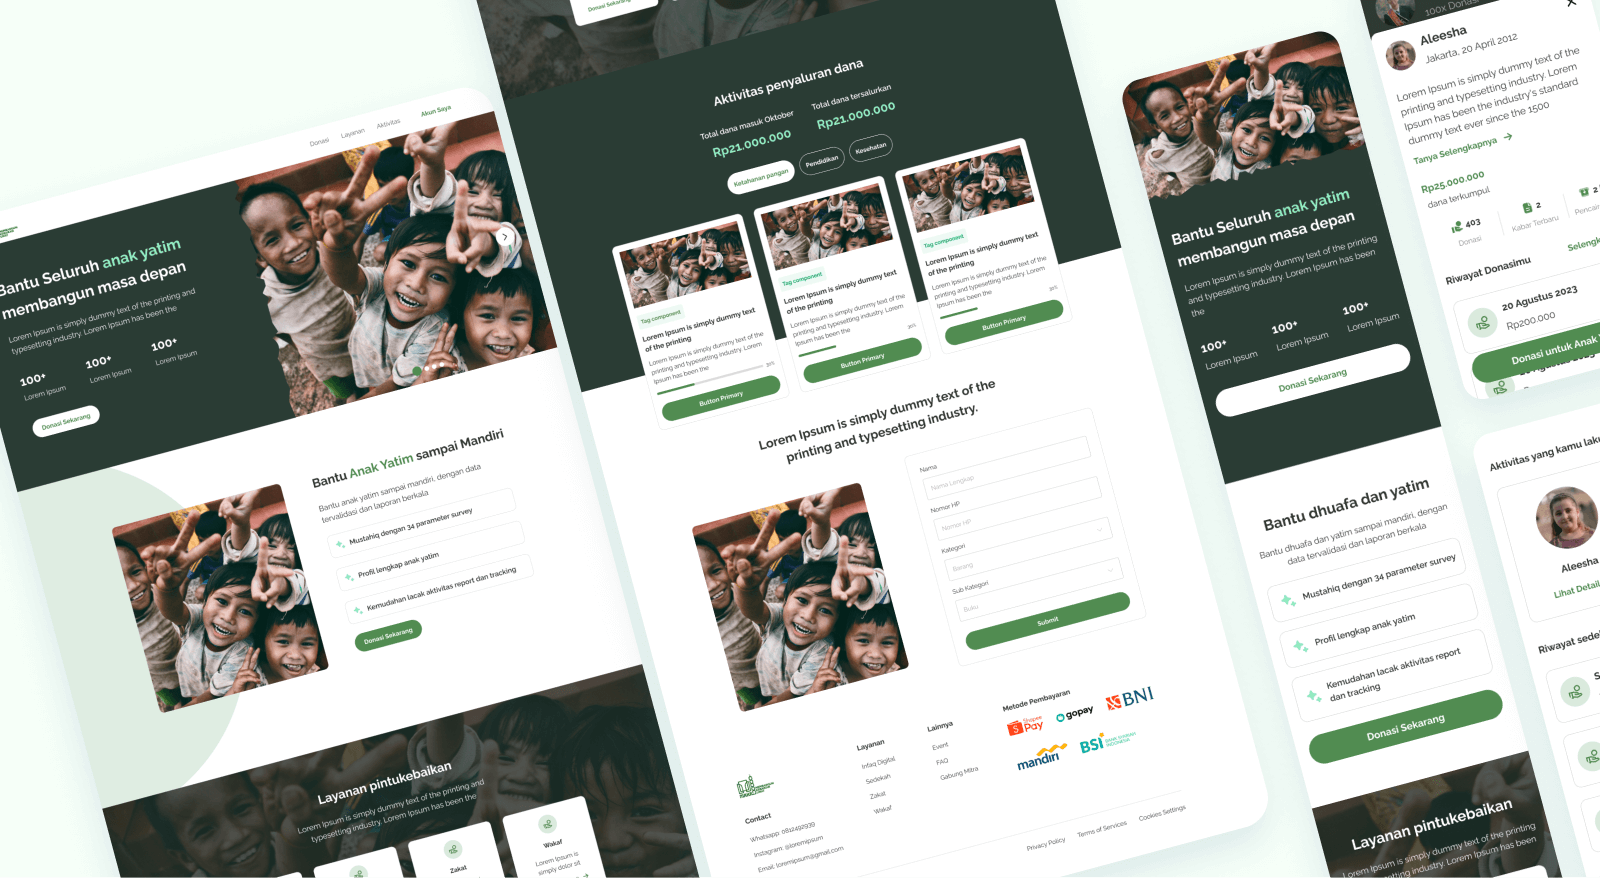 Donasi
Layanan
Aktivitas
Akun Saya
Bantu Seluruh anak yatim
membangun masa depan
Lorem Ipsum is simply dummy text of the printing and
typesetting industry. Lorem Ipsum has been the
100+
Lorem Ipsum
100+
Lorem Ipsum
100+
Lorem Ipsum
Donasi Sekarang
Bantu Anak Yatim sampai Mandiri
Bantu anak yatim sampai mandiri, dengan data
tervalidasi dan laporan berkala
Mustahiq dengan 34 parameter survey
Profil lengkap anak yatim
Kemudahan lacak aktivitas report dan tracking
Donasi Sekarang
Layanan pintukebaikan
Lorem Ipsum is simply dummy text of the printing and
typesetting industry. Lorem Ipsum has been the
Zakat
Wakaf
Lorem Ipsum is
simply dolor sit
Donasi Sekarang
Aktivitas penyaluran dana
Total dana masuk Oktober
Rp21.000.000
Total dana tersalurkan
Rp21.000.000
Ketahanan pangan
Pendidikan
Kesehatan
Tag component
Lorem Ipsum is simply dummy text
of the printing
Lorem Ipsum is simply dummy text of the
printing and typesetting industry. Lorem
Ipsum has been the
30%
Button Primary
Tag component
Lorem Ipsum is simply dummy text
of the printing
Lorem Ipsum is simply dummy text of the
printing and typesetting industry. Lorem
Ipsum has been the
30%
Button Primary
Tag component
Lorem Ipsum is simply dummy text
of the printing
Lorem Ipsum is simply dummy text of the
printing and typesetting industry. Lorem
Ipsum has been the
30%
Button Primary
Lorem Ipsum is simply dummy text of the
printing and typesetting industry.
Nama
Nama Lengkap
Nomor HP
Nomor HP
Kategori
Barang
Sub Kategori
Buku
Submit
Contact
Whatsapp: 0812492939
Instagram: @loremipsum
Email: loremipsum@gmail.com
Layanan
Infaq Digital
Sedekah
Zakat
Wakaf
Lainnya
Event
FAQ
Gabung Mitra
Metode Pembayaran
Shopee
Pay
gopay
BNI
mandiri
BSI BANK SYARIAH
INDONESIA
Privacy Policy
Terms of Services
Cookies Settings
Bantu Seluruh anak yatim
membangun masa depan
Lorem Ipsum is simply dummy text of the printing
and typesetting industry. Lorem Ipsum has been
the
100+
Lorem Ipsum
100+
Lorem Ipsum
100+
Lorem Ipsum
Donasi Sekarang
Bantu dhuafa dan yatim
Bantu dhuafa dan yatim sampai mandiri, dengan
data tervalidasi dan laporan berkala
Mustahiq dengan 34 parameter survey
Profil lengkap anak yatim
Kemudahan lacak aktivitas report
dan tracking
Donasi Sekarang
Layanan pintukebaikan
Lorem Ipsum is simply dummy text of the printing
and typesetting industry. Lorem Ipsum has been
100x Donasi
Aleesha
Jakarta, 20 April 2012
Lorem Ipsum is simply dummy text of the
printing and typesetting industry. Lorem
Ipsum has been the industry's standard
dummy text ever since the 1500
Tanya Selengkapnya
Rp25.000.000
dana terkumpul
403
Donasi
2
Kabar Terbaru
2
Pencair
Riwayat Donasimu
Selengk
20 Agustus 2023
Rp200.000
Donasi untuk Anak
Aktivitas yang kamu laku
Aleesha
Lihat Detail
Riwayat sedek
S